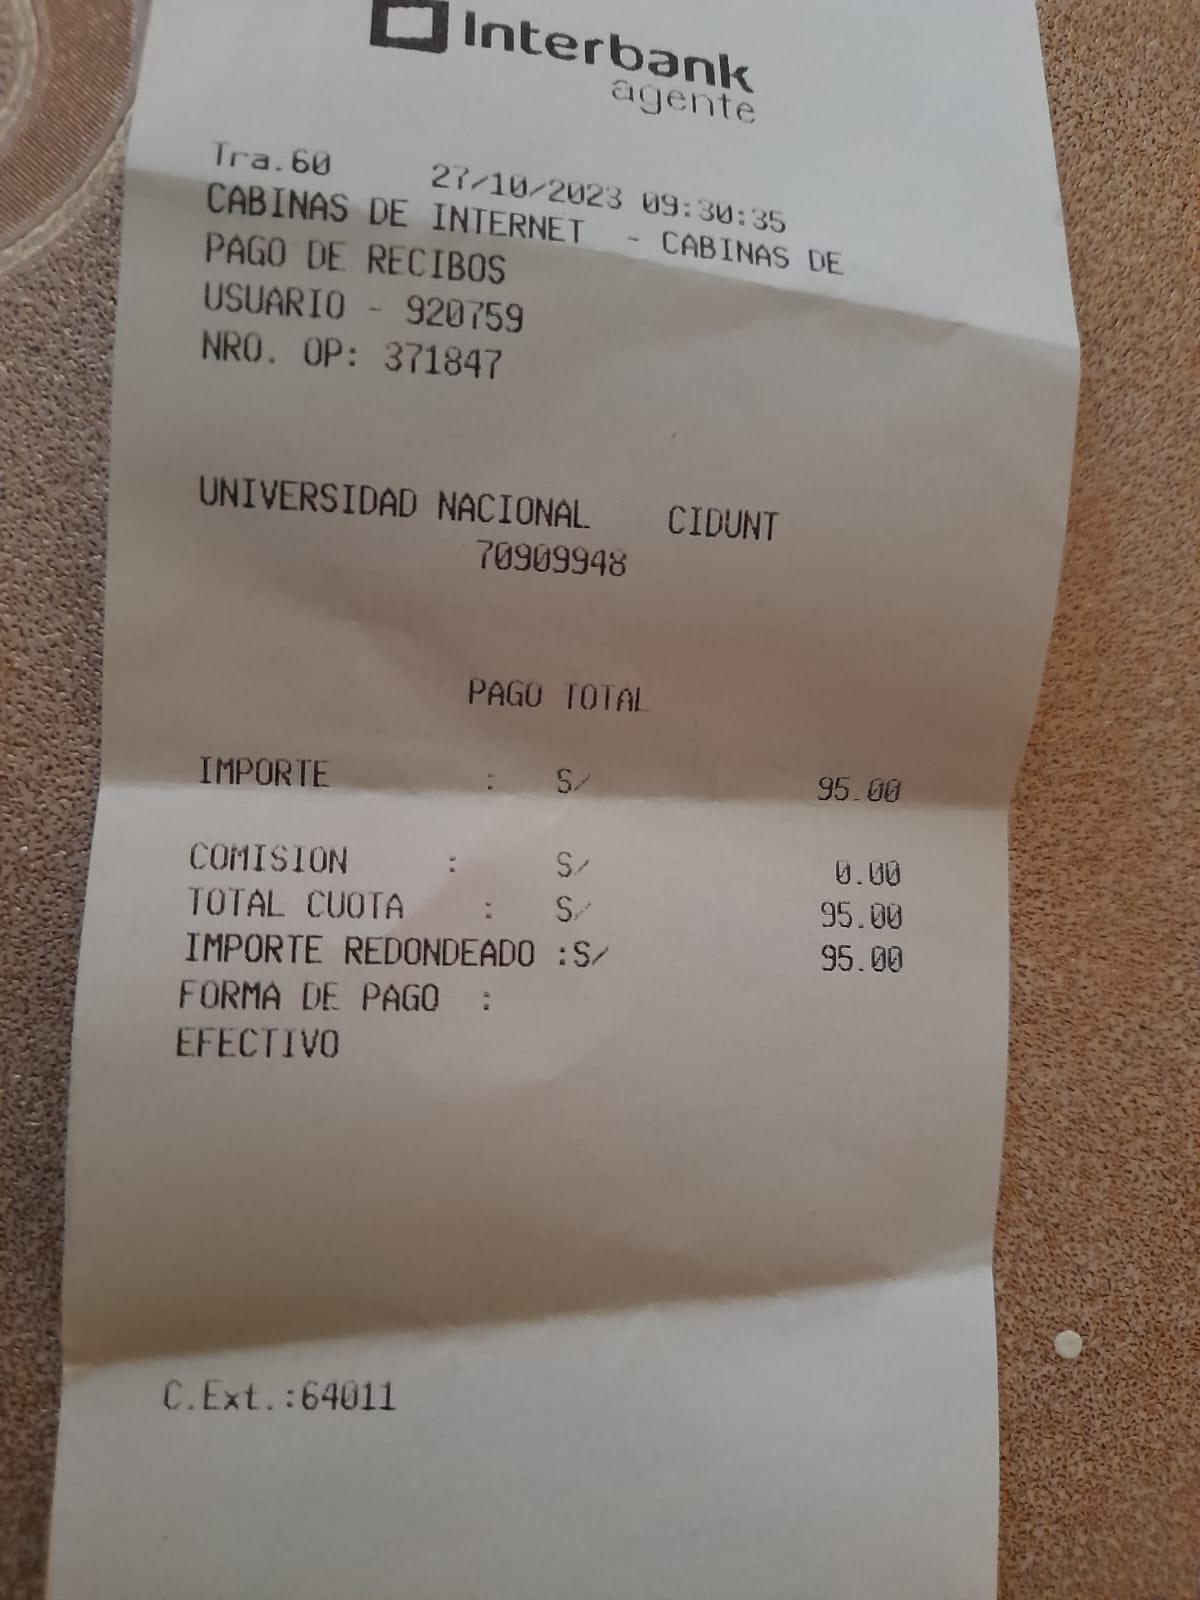 Interbank
agente
Tra.60 27/10/2023 09:30:35
CABINAS DE INTERNET - CABINAS DE
PAGO DE RECIBOS
USUARIO - 920759
NRO. OP: 371847
UNIVERSIDAD NACIONAL CIDUNT
70909948
PAGO TOTAL
IMPORTE : S/ 95.00
COMISION : S/ 0.00
TOTAL CUOTA : S/ 95.00
IMPORTE REDONDEADO :S/ 95.00
FORMA DE PAGO :
EFECTIVO
C.Ext.:64011